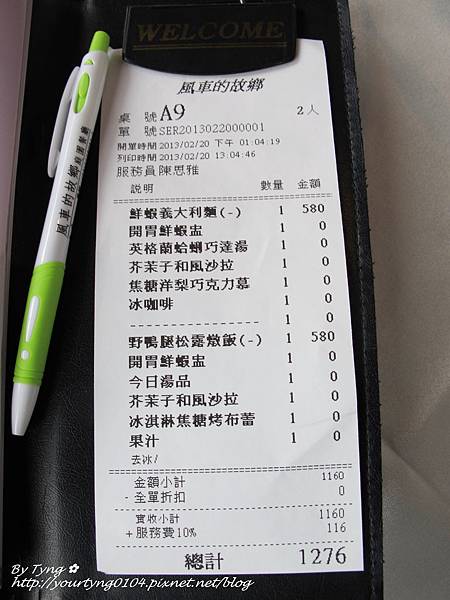 WELCOME
風車的故鄉
桌 號 A9 2人
單 號 SER2013022000001
開單時間 2013/02/20 下午 01:04:19
列印時間 2013/02/20 13:04:46
服務員 陳思雅
說明 數量 金額
鮮蝦義大利麵(-) 1 580
開胃鮮蝦盅 1 0
英格蘭蛤蜊巧達湯 1 0
芥茉子和風沙拉 1 0
焦糖洋梨巧克力慕 1 0
冰咖啡 1 0
--------------- 1 0
野鴨腿松露燉飯(-) 1 580
開胃鮮蝦盅 1 0
今日湯品 1 0
芥茉子和風沙拉 1 0
冰淇淋焦糖烤布蕾 1 0
果汁 1 0
去冰/
金額小計 1160
- 全單折扣 0
實收小計 1160
+ 服務費10% 116
總計 1276
風車的故鄉
By Tyng ✿
http://yourtyng0104.pixnet.net/blog